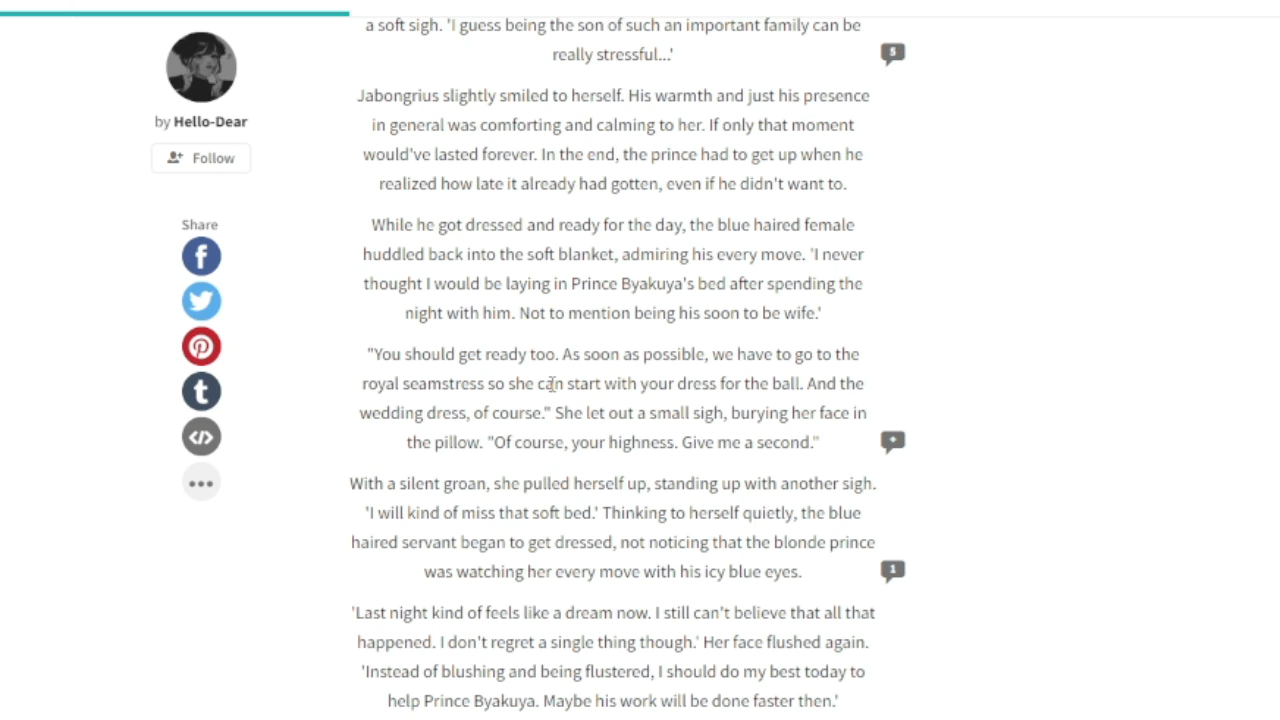 a soft sigh. 'I guess being the son of such an important family can be
really stressful...'
5
by Hello-Dear
Follow
Jabongrius slightly smiled to herself. His warmth and just his presence
in general was comforting and calming to her. If only that moment
would've lasted forever. In the end, the prince had to get up when he
realized how late it already had gotten, even if he didn't want to.
Share
While he got dressed and ready for the day, the blue haired female
huddled back into the soft blanket, admiring his every move. 'I never
thought I would be laying in Prince Byakuya's bed after spending the
night with him. Not to mention being his soon to be wife.'
"You should get ready too. As soon as possible, we have to go to the
royal seamstress so she can start with your dress for the ball. And the
wedding dress, of course." She let out a small sigh, burying her face in
the pillow. "Of course, your highness. Give me a second."
+
With a silent groan, she pulled herself up, standing up with another sigh.
'I will kind of miss that soft bed.' Thinking to herself quietly, the blue
haired servant began to get dressed, not noticing that the blonde prince
was watching her every move with his icy blue eyes.
1
'Last night kind of feels like a dream now. I still can't believe that all that
happened. I don't regret a single thing though.' Her face flushed again.
'Instead of blushing and being flustered, I should do my best today to
help Prince Byakuya. Maybe his work will be done faster then.'